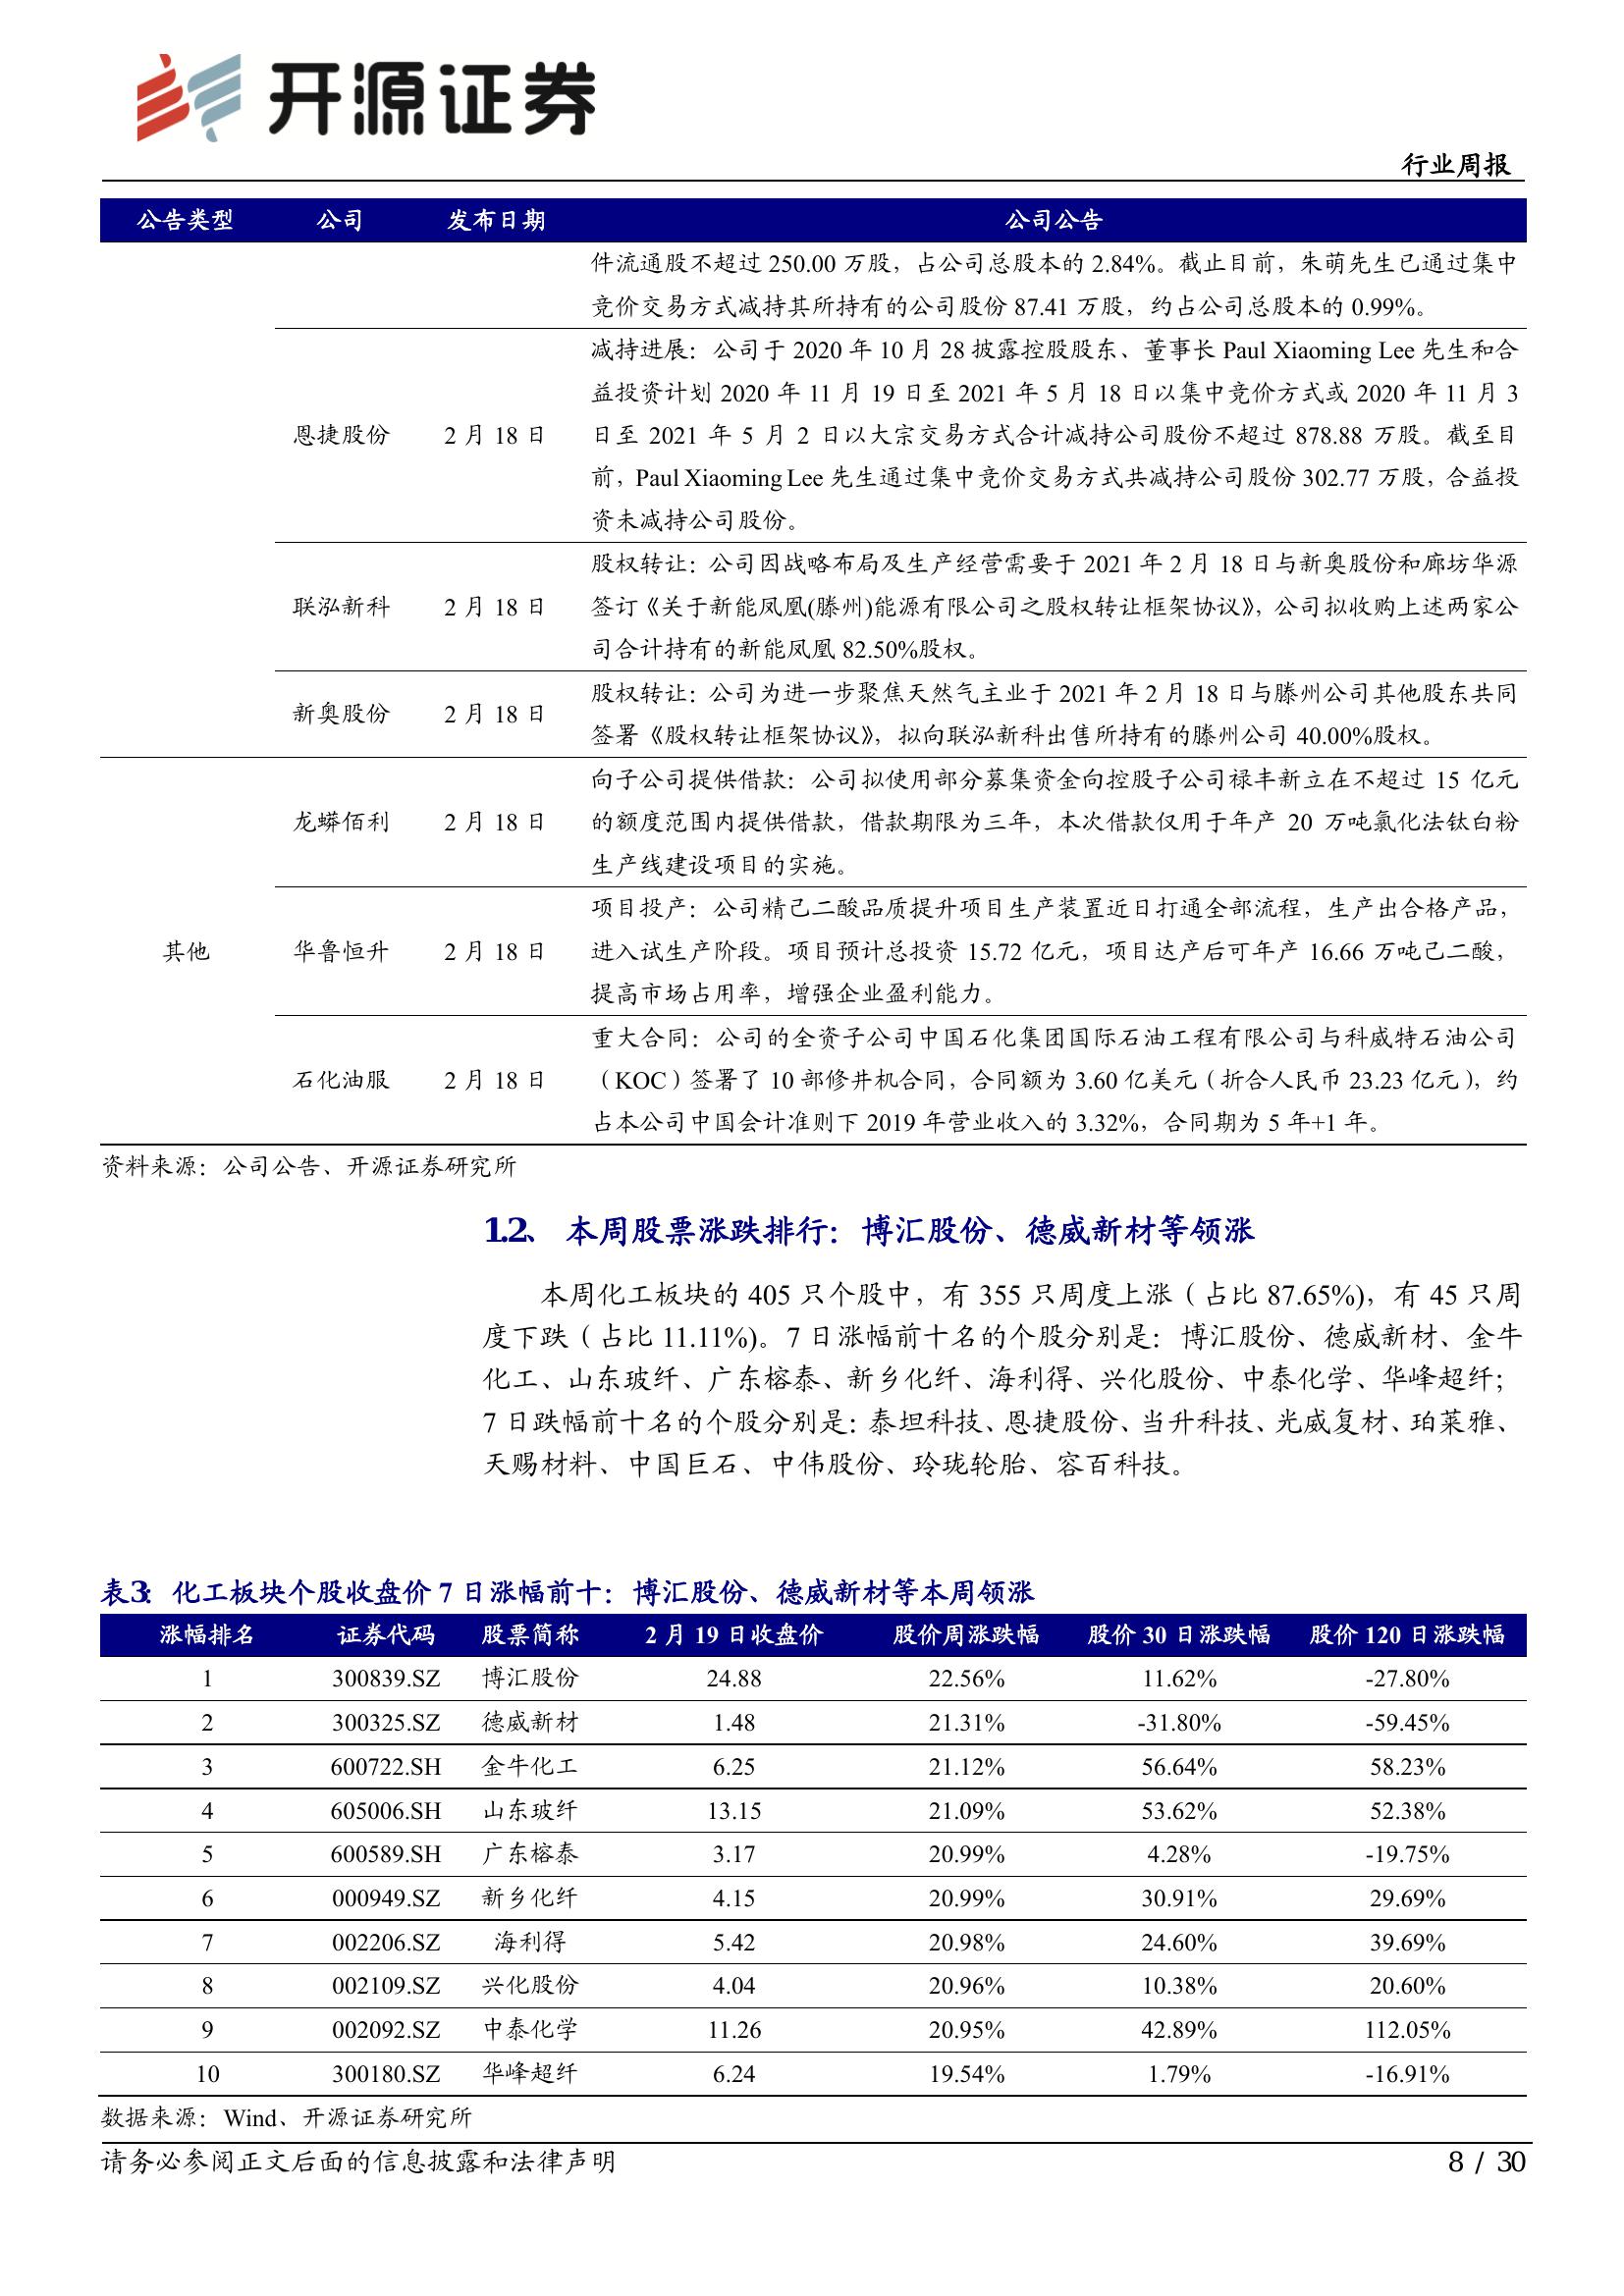 开源证券
行业周报
公告类型 公司 发布日期 公司公告
件流通股不超过 250.00 万股，占公司总股本的 2.84%。截止目前，朱萌先生已通过集中
竞价交易方式减持其所持有的公司股份 87.41 万股，约占公司总股本的 0.99%。
减持进展：公司于 2020 年 10 月 28 披露控股股东、董事长 Paul Xiaoming Lee 先生和合
益投资计划 2020 年 11 月 19 日至 2021 年 5 月 18 日以集中竞价方式或 2020 年 11 月 3
恩捷股份 2 月 18 日 日至 2021 年 5 月 2 日以大宗交易方式合计减持公司股份不超过 878.88 万股。截至目
前，Paul Xiaoming Lee 先生通过集中竞价交易方式共减持公司股份 302.77 万股，合益投
资未减持公司股份。
股权转让：公司因战略布局及生产经营需要于 2021 年 2 月 18 日与新奥股份和廊坊华源
联泓新科 2 月 18 日 签订《关于新能凤凰(滕州)能源有限公司之股权转让框架协议》，公司拟收购上述两家公
司合计持有的新能凤凰 82.50%股权。
股权转让：公司为进一步聚焦天然气主业于 2021 年 2 月 18 日与滕州公司其他股东共同
新奥股份 2 月 18 日 签署《股权转让框架协议》，拟向联泓新科出售所持有的滕州公司 40.00%股权。
向子公司提供借款：公司拟使用部分募集资金向控股子公司禄丰新立在不超过 15 亿元
龙蟒佰利 2 月 18 日 的额度范围内提供借款，借款期限为三年，本次借款仅用于年产 20 万吨氯化法钛白粉
生产线建设项目的实施。
项目投产：公司精己二酸品质提升项目生产装置近日打通全部流程，生产出合格产品，
其他 华鲁恒升 2 月 18 日 进入试生产阶段。项目预计总投资 15.72 亿元，项目达产后可年产 16.66 万吨己二酸，
提高市场占用率，增强企业盈利能力。
重大合同：公司的全资子公司中国石化集团国际石油工程有限公司与科威特石油公司
石化油服 2 月 18 日 （KOC）签署了 10 部修井机合同，合同额为 3.60 亿美元（折合人民币 23.23 亿元），约
占本公司中国会计准则下 2019 年营业收入的 3.32%，合同期为 5 年+1 年。
资料来源：公司公告、开源证券研究所
1.2、 本周股票涨跌排行：博汇股份、德威新材等领涨
本周化工板块的 405 只个股中，有 355 只周度上涨（占比 87.65%)，有 45 只周
度下跌（占比 11.11%)。7 日涨幅前十名的个股分别是：博汇股份、德威新材、金牛
化工、山东玻纤、广东榕泰、新乡化纤、海利得、兴化股份、中泰化学、华峰超纤；
7 日跌幅前十名的个股分别是：泰坦科技、恩捷股份、当升科技、光威复材、珀莱雅、
天赐材料、中国巨石、中伟股份、玲珑轮胎、容百科技。
表3：化工板块个股收盘价 7 日涨幅前十：博汇股份、德威新材等本周领涨
涨幅排名 证券代码 股票简称 2 月 19 日收盘价 股价周涨跌幅 股价 30 日涨跌幅 股价 120 日涨跌幅
1 300839.SZ 博汇股份 24.88 22.56% 11.62% -27.80%
2 300325.SZ 德威新材 1.48 21.31% -31.80% -59.45%
3 600722.SH 金牛化工 6.25 21.12% 56.64% 58.23%
4 605006.SH 山东玻纤 13.15 21.09% 53.62% 52.38%
5 600589.SH 广东榕泰 3.17 20.99% 4.28% -19.75%
6 000949.SZ 新乡化纤 4.15 20.99% 30.91% 29.69%
7 002206.SZ 海利得 5.42 20.98% 24.60% 39.69%
8 002109.SZ 兴化股份 4.04 20.96% 10.38% 20.60%
9 002092.SZ 中泰化学 11.26 20.95% 42.89% 112.05%
10 300180.SZ 华峰超纤 6.24 19.54% 1.79% -16.91%
数据来源：Wind、开源证券研究所
请务必参阅正文后面的信息披露和法律声明 8 / 30